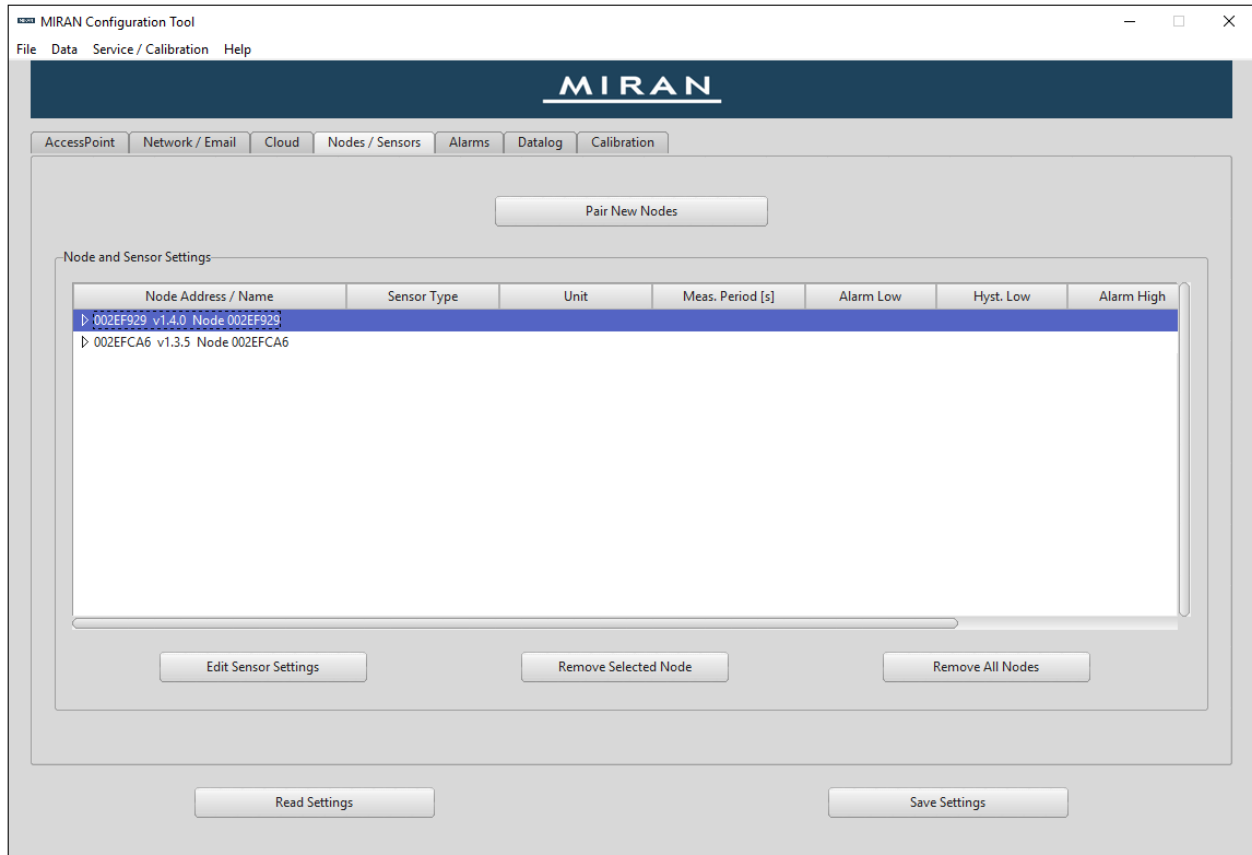 MIRAN Configuration Tool
File Data Service / Calibration Help
MIRAN
AccessPoint Network / Email Cloud Nodes / Sensors Alarms Datalog Calibration
Pair New Nodes
Node and Sensor Settings
Node Address / Name Sensor Type Unit Meas. Period [s] Alarm Low Hyst. Low Alarm High
002EF929 v1.4.0 Node 002EF929
002EFCA6 v1.3.5 Node 002EFCA6
Edit Sensor Settings Remove Selected Node Remove All Nodes
Read Settings Save Settings